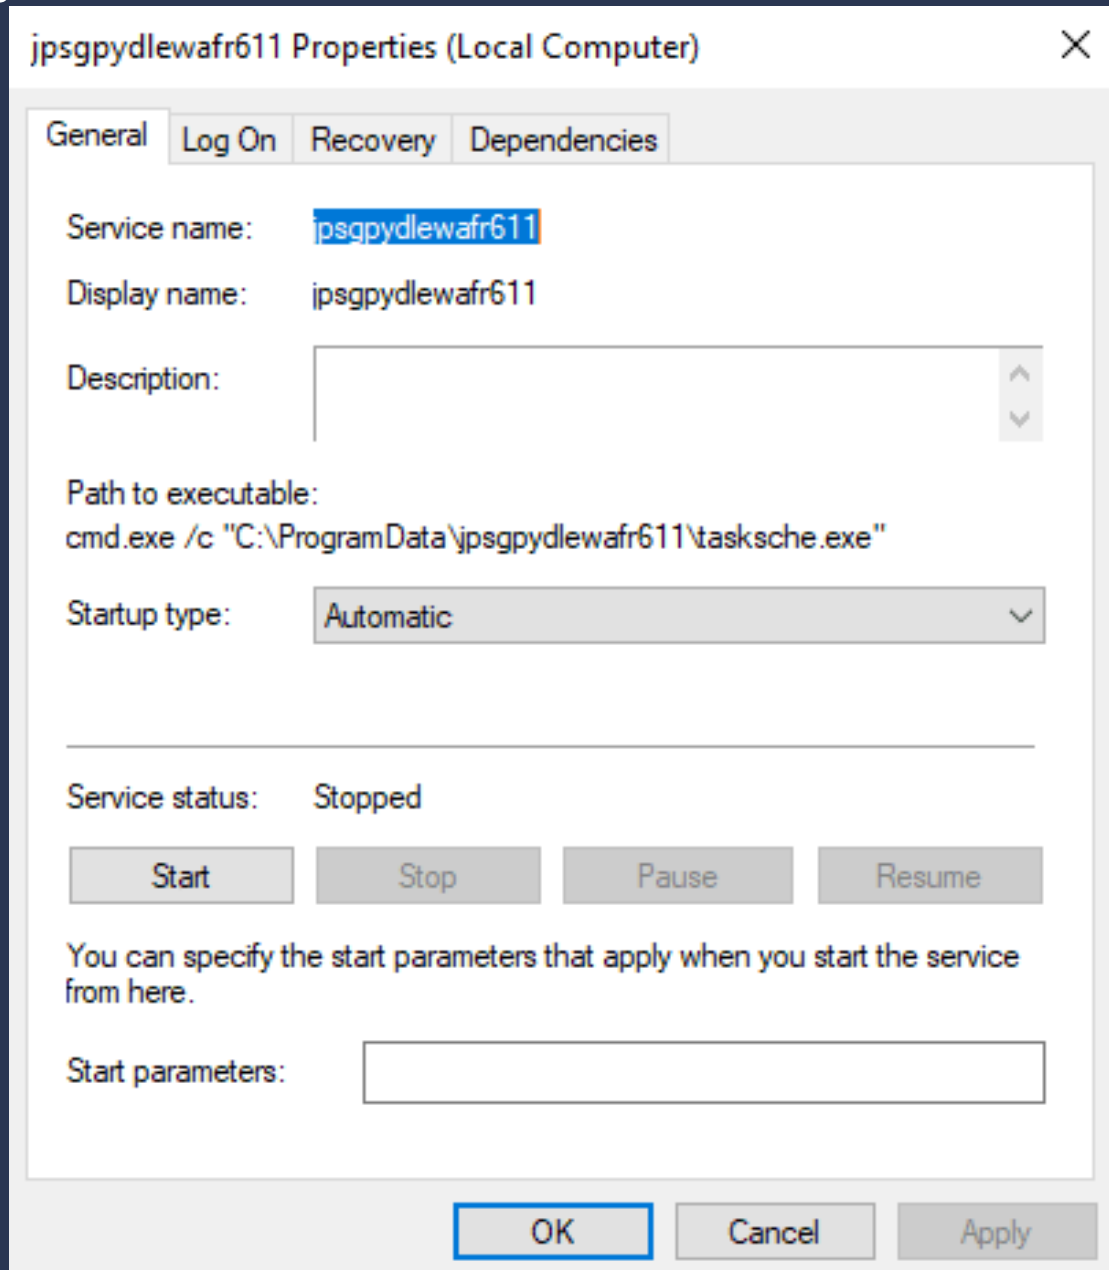 jpsgpydlewafr611 Properties (Local Computer)
General Log On Recovery Dependencies
Service name: jpsgpydlewafr611
Display name: jpsgpydlewafr611
Description:
Path to executable:
cmd.exe /c "C:\ProgramData\jpsgpydlewafr611\tasksche.exe"
Startup type: Automatic
Service status: Stopped
Start Stop Pause Resume
You can specify the start parameters that apply when you start the service
from here.
Start parameters:
OK Cancel Apply